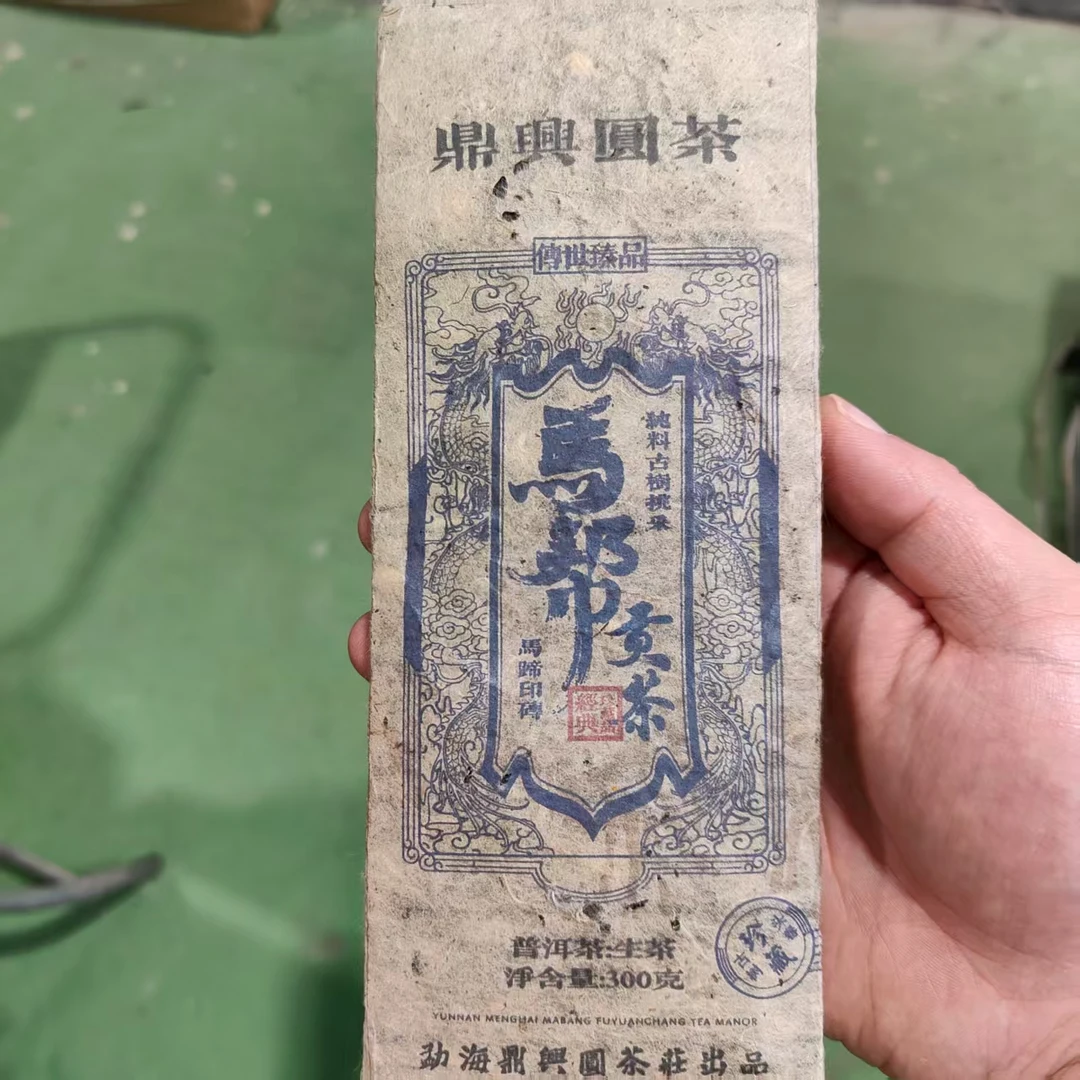 鼎興圓茶
傳世臻品
純料古樹
馬幫
貢茶
馬蹄印磚
經典
珍藏
普洱茶:生茶
淨含量:300克
YUNNAN MENGHAI MABANG FUYUANCHANG TEA MANOR
勐海鼎興圓茶莊出品